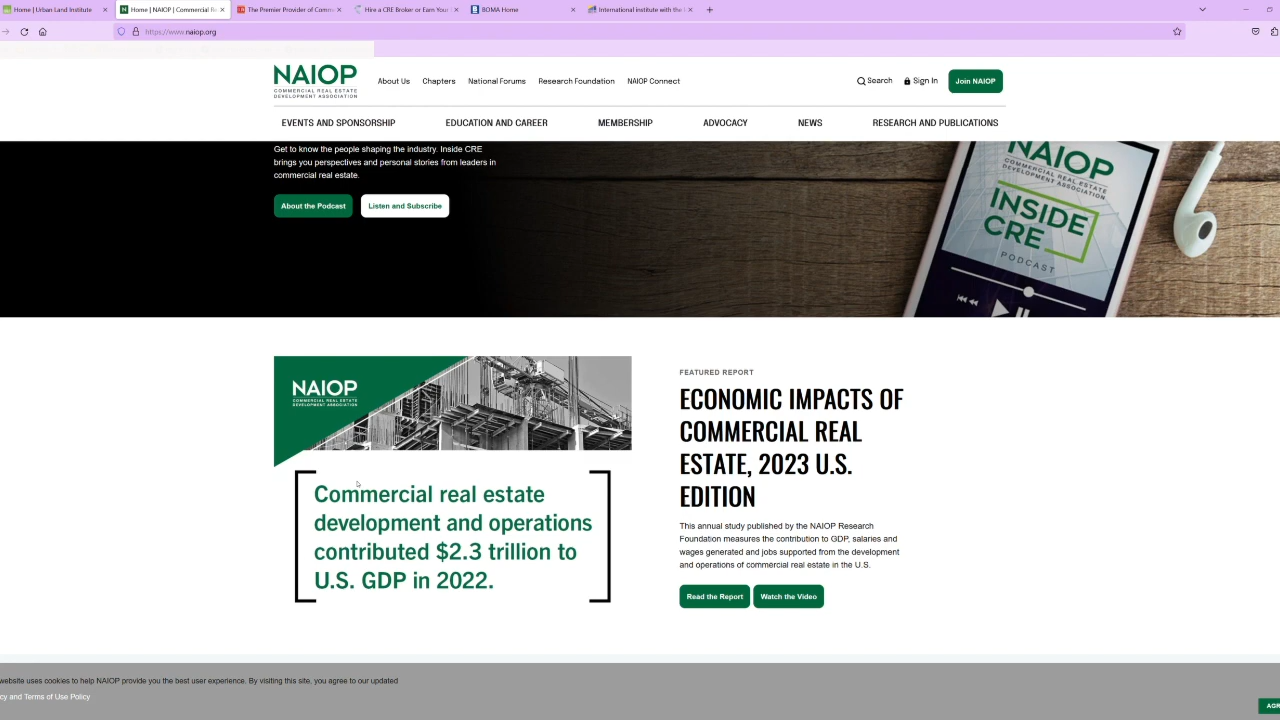 Home | Urban Land Institute
Home | NAIOP | Commercial R
The Premier Provider of Comm
Hire a CRE Broker or Earn Your
BOMA Home
International institute with the
https://www.naiop.org
NAIOP
COMMERCIAL REAL ESTATE
DEVELOPMENT ASSOCIATION
About Us
Chapters
National Forums
Research Foundation
NAIOP Connect
Search
Sign In
Join NAIOP
EVENTS AND SPONSORSHIP
EDUCATION AND CAREER
MEMBERSHIP
ADVOCACY
NEWS
RESEARCH AND PUBLICATIONS
Get to know the people shaping the industry. Inside CRE
brings you perspectives and personal stories from leaders in
commercial real estate.
About the Podcast
Listen and Subscribe
NAIOP
COMMERCIAL REAL ESTATE
DEVELOPMENT ASSOCIATION
INSIDE
CRE
PODCAST
NAIOP
COMMERCIAL REAL ESTATE
DEVELOPMENT ASSOCIATION
Commercial real estate
development and operations
contributed $2.3 trillion to
U.S. GDP in 2022.
FEATURED REPORT
ECONOMIC IMPACTS OF
COMMERCIAL REAL
ESTATE, 2023 U.S.
EDITION
This annual study published by the NAIOP Research
Foundation measures the contribution to GDP, salaries and
wages generated and jobs supported from the development
and operations of commercial real estate in the U.S.
Read the Report
Watch the Video
website uses cookies to help NAIOP provide you the best user experience. By visiting this site, you agree to our updated
cy and Terms of Use Policy
AGR